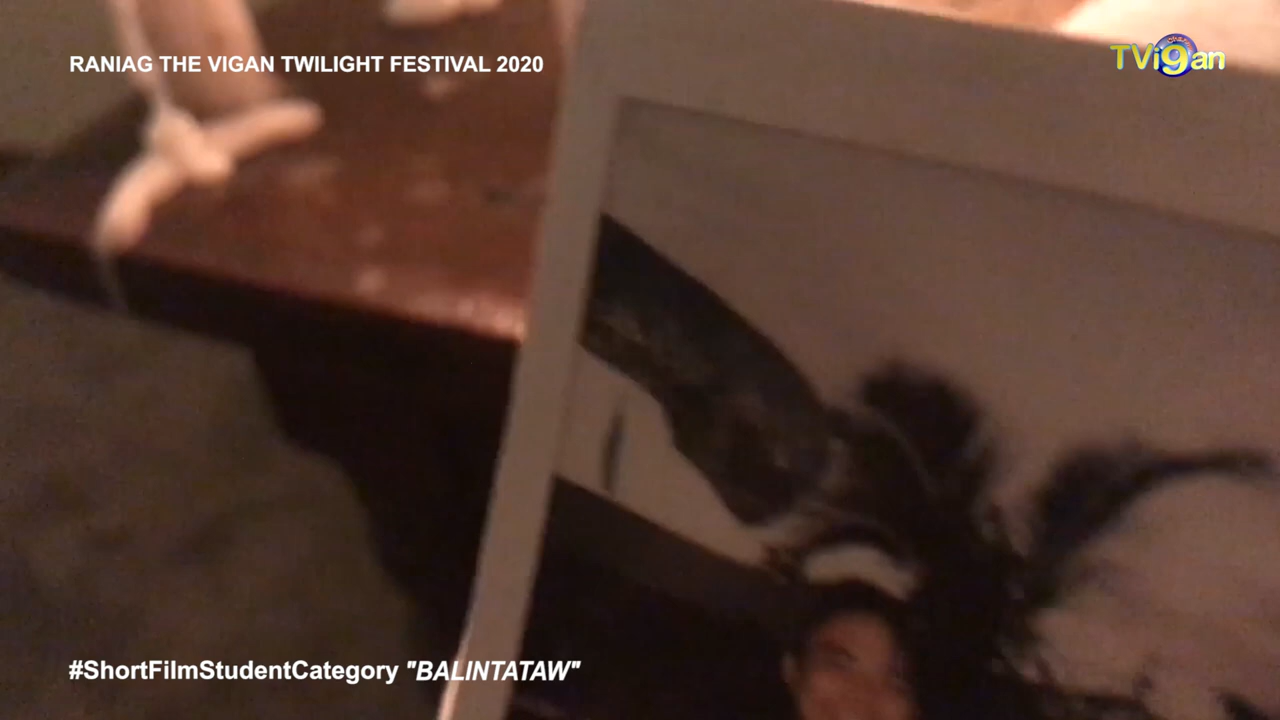 RANIAG THE VIGAN TWILIGHT FESTIVAL 2020
TVigan
#ShortFilmStudentCategory "BALINTATAW"